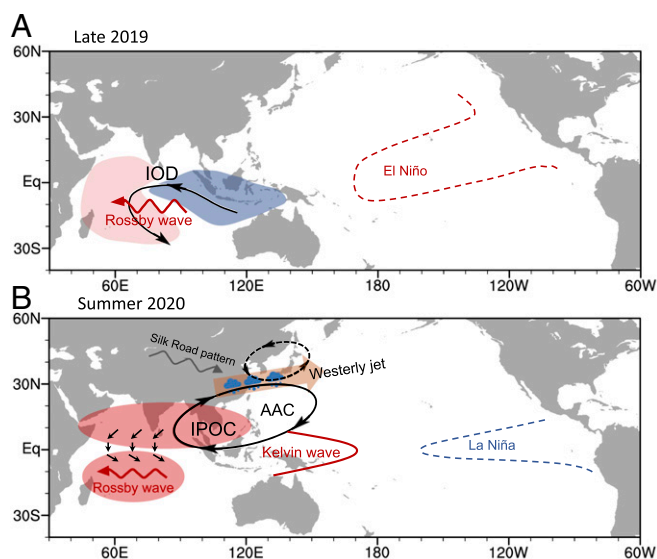 A
Late 2019
60N
30N
Eq
30S
IOD
Rossby wave
El Niño
60E
120E
180
120W
60W
B
Summer 2020
60N
30N
Eq
30S
Silk Road pattern
Westerly jet
AAC
IPOC
Kelvin wave
Rossby wave
La Niña
60E
120E
180
120W
60W